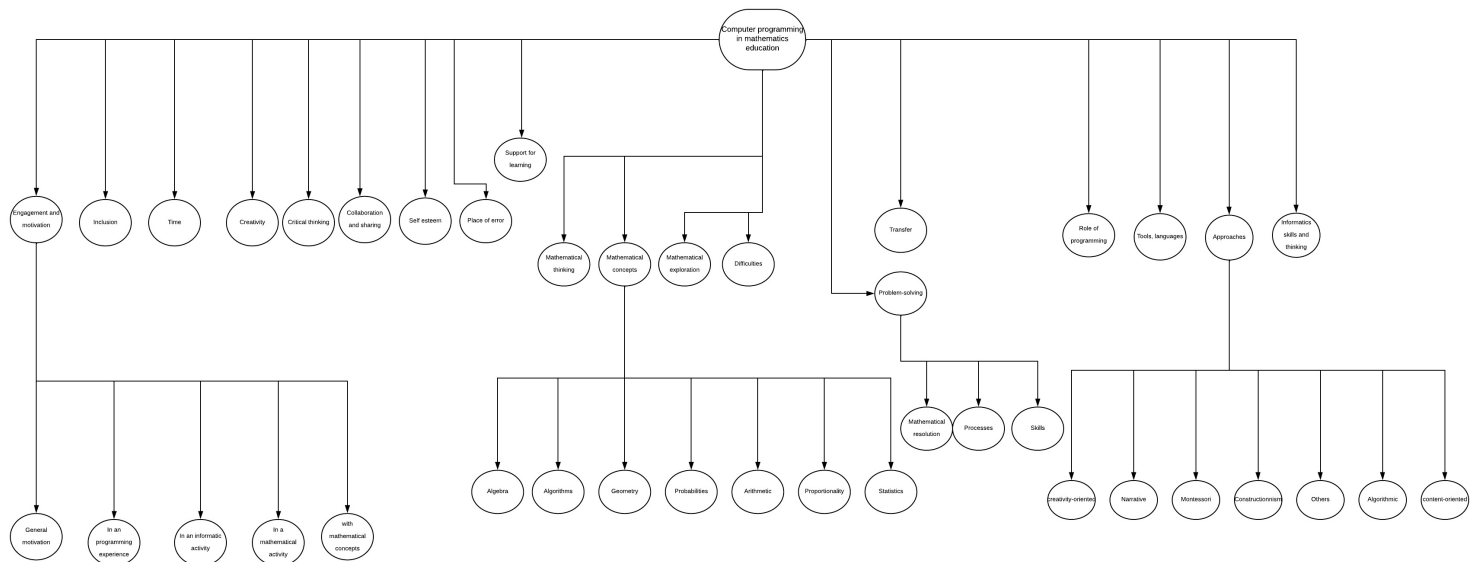 Computer programming
in mathematics
education
Support for
learning
Engagement and
motivation
Inclusion
Time
Creativity
Critical thinking
Collaboration
and sharing
Self esteem
Place of error
Transfer
Role of
programming
Tools, languages
Approaches
Informatics
skills and
thinking
Mathematical
thinking
Mathematical
concepts
Mathematical
exploration
Difficulties
Problem-solving
Mathematical
resolution
Processes
Skills
Algebra
Algorithms
Geometry
Probabilities
Arithmetic
Proportionality
Statistics
creativity-oriented
Narrative
Montessori
Constructionnism
Others
Algorithmic
content-oriented
General
motivation
In an
programming
experience
In an informatic
activity
In a
mathematical
activity
with
mathematical
concepts